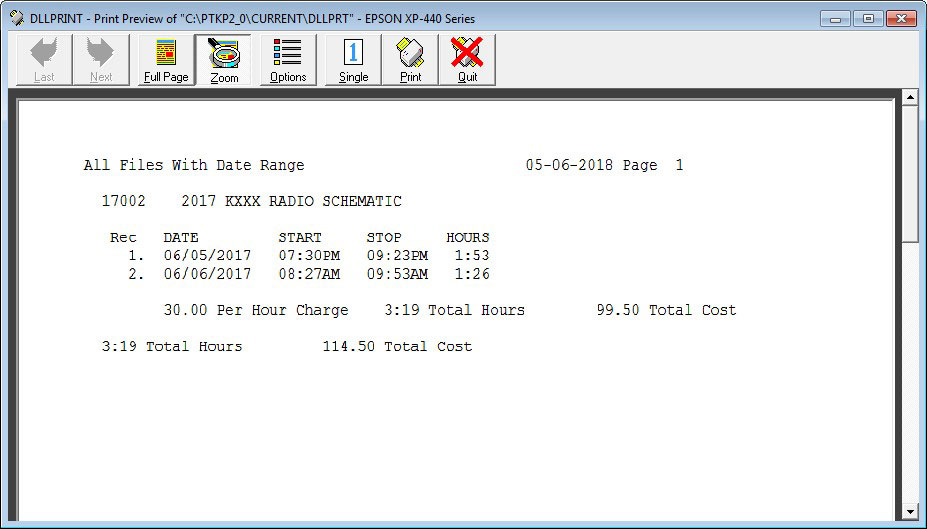 DLLPRINT - Print Preview of "C:\PTKP2_0\CURRENT\DLLPRT" - EPSON XP-440 Series
Last Next Full Page Zoom Options 1 Single Print Quit
All Files With Date Range 05-06-2018 Page 1
17002 2017 KXXX RADIO SCHEMATIC
Rec DATE START STOP HOURS
1. 06/05/2017 07:30PM 09:23PM 1:53
2. 06/06/2017 08:27AM 09:53AM 1:26
30.00 Per Hour Charge 3:19 Total Hours 99.50 Total Cost
3:19 Total Hours 114.50 Total Cost